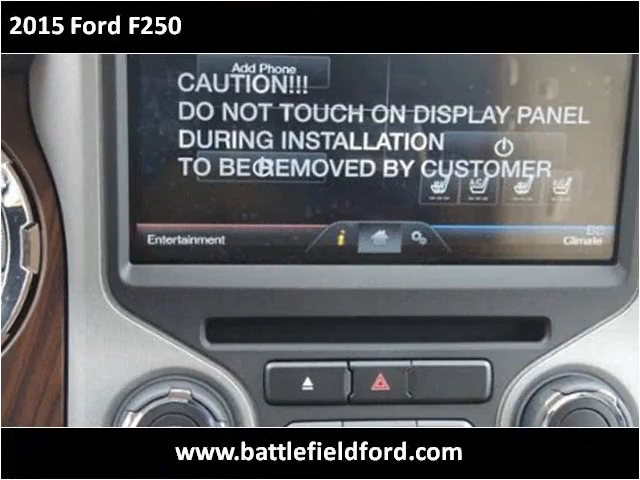 2015 Ford F250
Add Phone
CAUTION!!!
DO NOT TOUCH ON DISPLAY PANEL
DURING INSTALLATION
TO BE REMOVED BY CUSTOMER
A/C A/C
Entertainment
Climate
www.battlefieldford.com